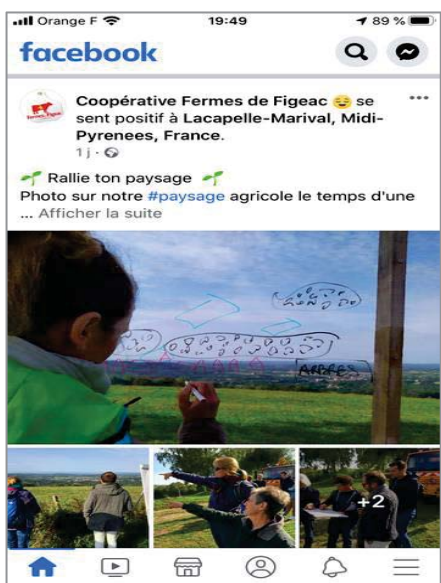 Orange F 19:49 89 %
facebook
Coopérative Fermes de Figeac 😌 se
sent positif à Lacapelle-Marival, Midi-
Pyrenees, France.
1 j ·
🌱 Rallie ton paysage 🌱
Photo sur notre #paysage agricole le temps d'une
... Afficher la suite
ARBRES
+2